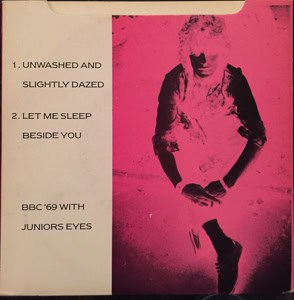 1. UNWASHED AND
SLIGHTLY DAZED
2. LET ME SLEEP
BESIDE YOU
BBC '69 WITH
JUNIORS EYES